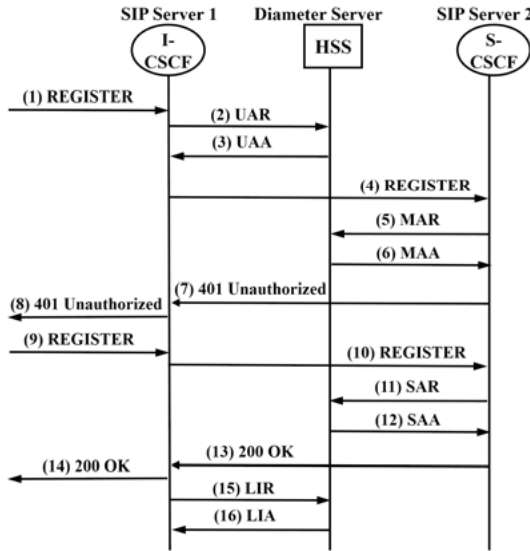 SIP Server 1 Diameter Server SIP Server 2
I-
CSCF
HSS
S-
CSCF
(1) REGISTER
(2) UAR
(3) UAA
(4) REGISTER
(5) MAR
(6) MAA
(7) 401 Unauthorized
(8) 401 Unauthorized
(9) REGISTER
(10) REGISTER
(11) SAR
(12) SAA
(13) 200 OK
(14) 200 OK
(15) LIR
(16) LIA